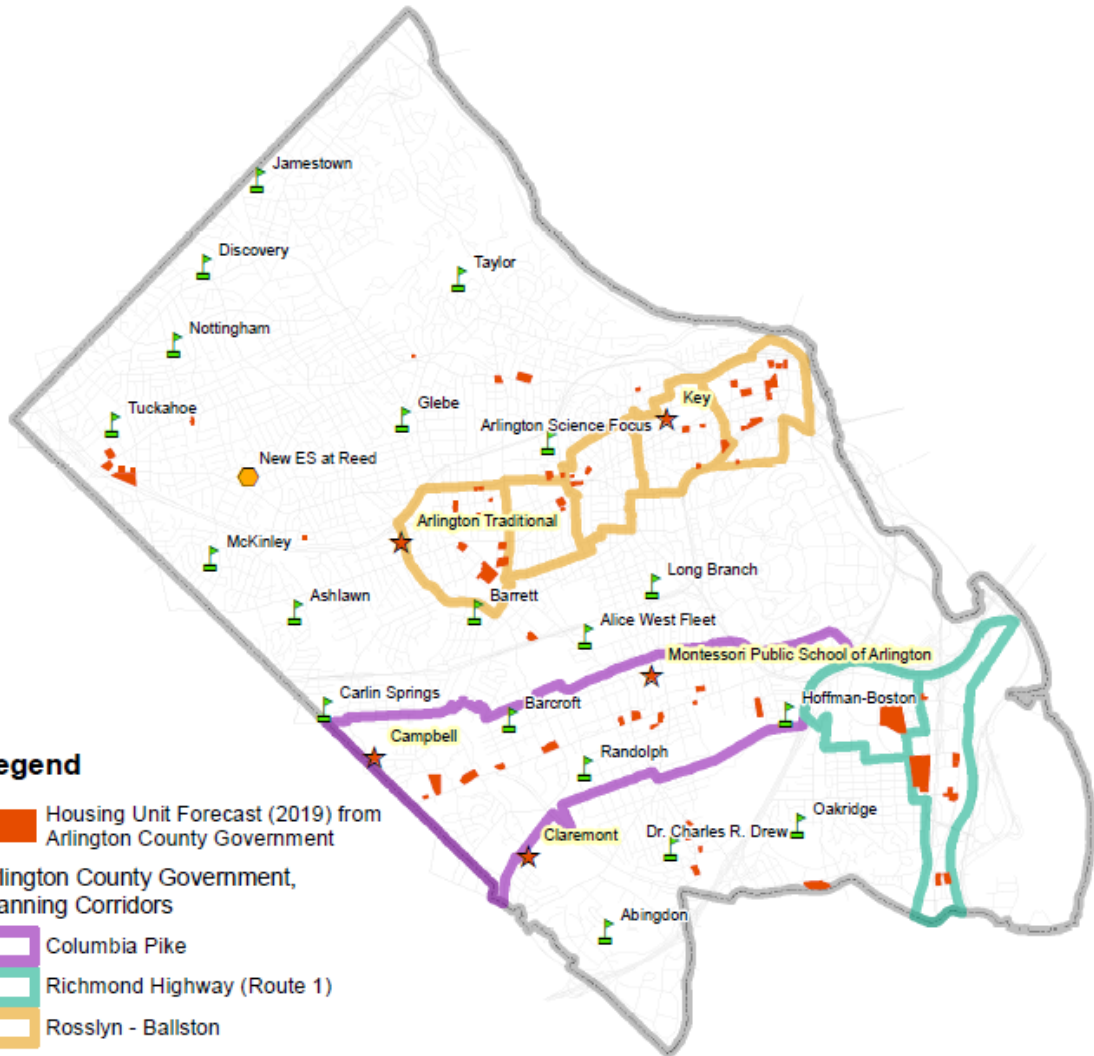 Jamestown
Discovery
Taylor
Nottingham
Tuckahoe
Glebe
Key
Arlington Science Focus
New ES at Reed
Arlington Traditional
McKinley
Long Branch
Ashlawn
Barrett
Alice West Fleet
Montessori Public School of Arlington
Carlin Springs
Barcroft
Hoffman-Boston
Campbell
Randolph
Oakridge
Claremont
Dr. Charles R. Drew
Abingdon
egend
Housing Unit Forecast (2019) from
Arlington County Government
lington County Government,
anning Corridors
Columbia Pike
Richmond Highway (Route 1)
Rosslyn - Ballston